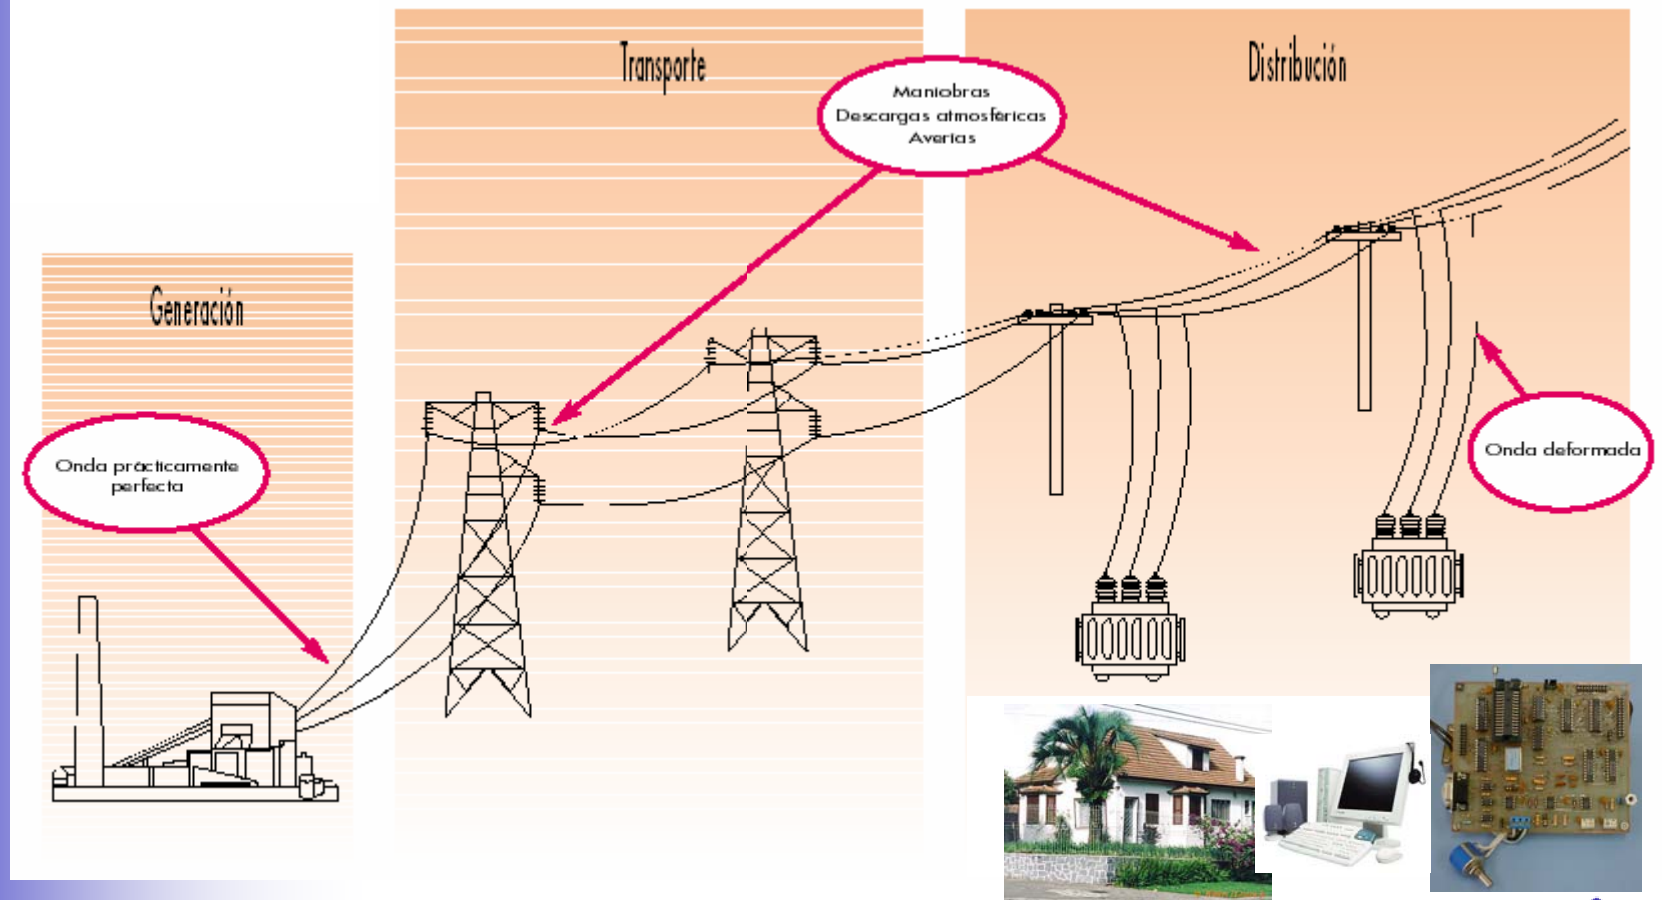 Transporte
Distribución
Maniobras
Descargas atmosféricas
Averías
Generación
Onda prácticamente
perfecta
Onda deformada